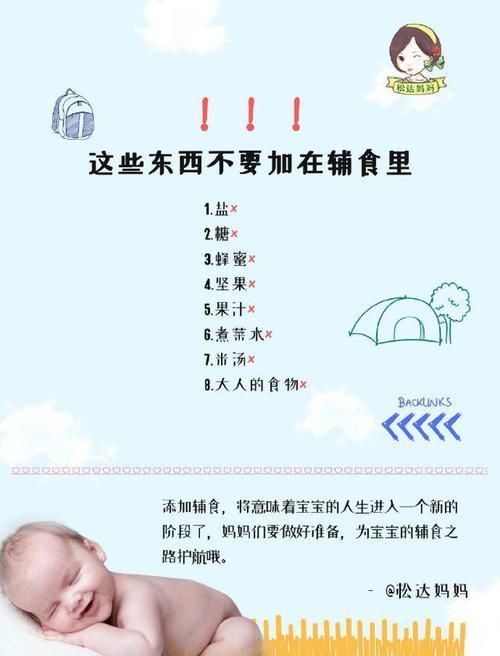 松达妈妈
!!!
这些东西不要加在辅食里
1.盐×
2.糖×
3.蜂蜜×
4.坚果×
5.果汁×
6.煮菜水×
7.米汤×
8.大人的食物×
BACKLINKS
添加辅食，将意味着宝宝的人生进入一个新的
阶段了，妈妈们要做好准备，为宝宝的辅食之
路护航哦。
- @松达妈妈